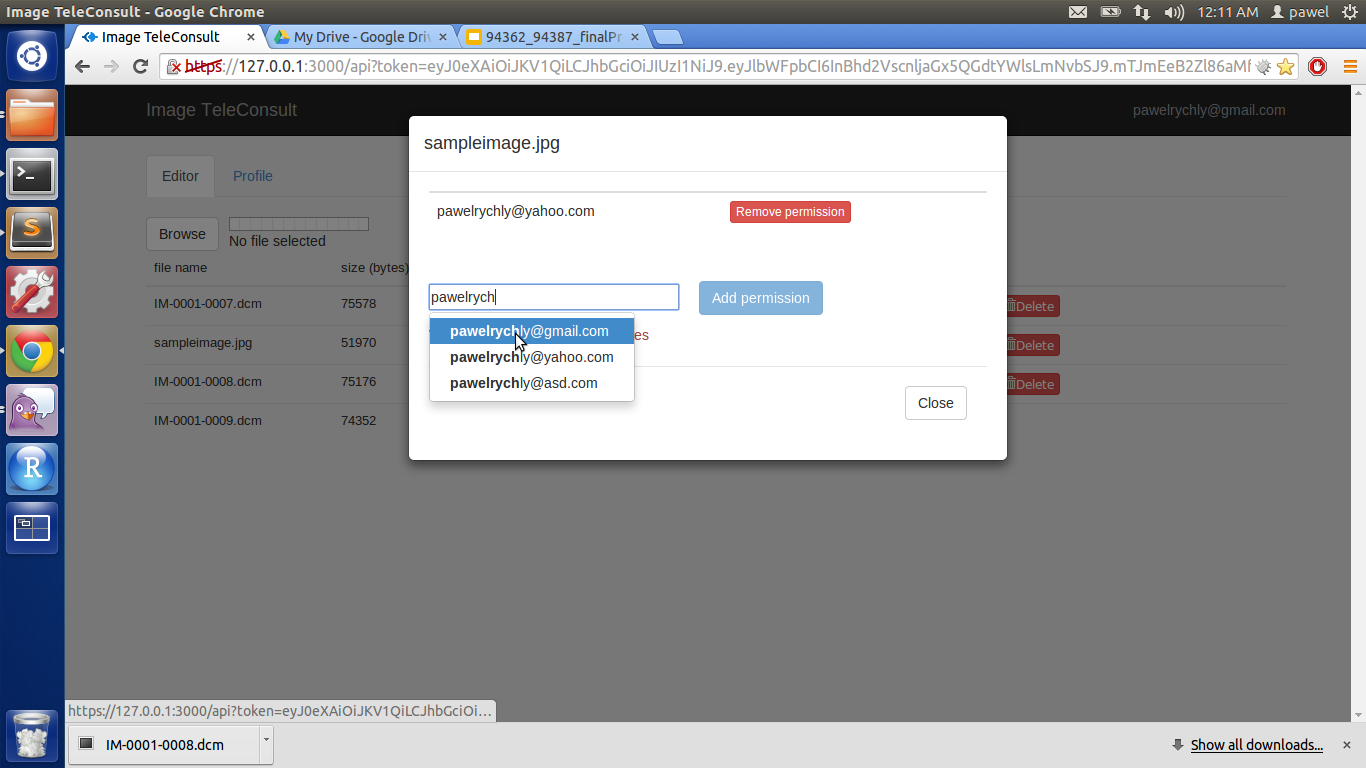 Image TeleConsult - Google Chrome
12:11 AM
pawel
Image TeleConsult
My Drive - Google Driv
94362_94387_finalPr
https://127.0.0.1:3000/api?token=eyJ0eXAiOiJKV1QiLCJhbGciOiJIUzI1NiJ9.eyJlbWFpbCI6InBhd2VscnljaGx5QGdtYWlsLmNvbSJ9.mTJmEeB2Zl86aMf
Image TeleConsult
pawelrychly@gmail.com
sampleimage.jpg
Editor
Profile
pawelrychly@yahoo.com
Remove permission
Browse
No file selected
file name
size (bytes)
pawelrych
Add permission
IM-0001-0007.dcm
75578
Delete
pawelrychly@gmail.com
es
sampleimage.jpg
51970
Delete
pawelrychly@yahoo.com
IM-0001-0008.dcm
75176
Delete
pawelrychly@asd.com
Close
IM-0001-0009.dcm
74352
R
https://127.0.0.1:3000/api?token=eyJ0eXAiOiJKV1QiLCJhbGciOi...
IM-0001-0008.dcm
Show all downloads...